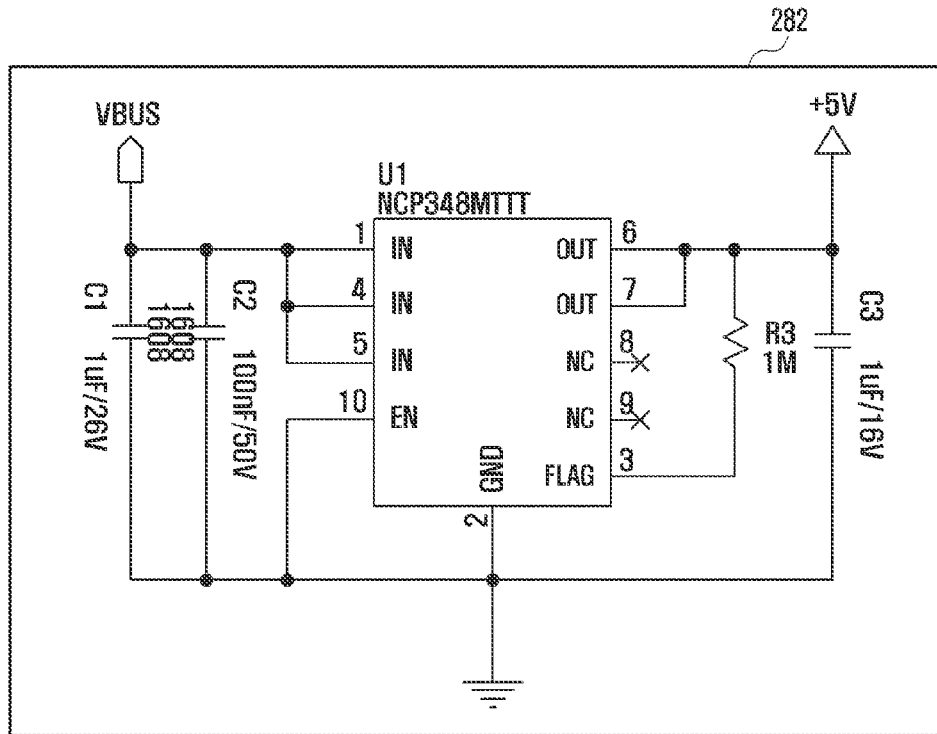 282
VBUS
+5V
U1
NCP348MTTT
1 IN
4 IN
5 IN
10 EN
OUT 6
OUT 7
NC 8
NC 9
FLAG 3
GND
2
C1
1uF/26V
1608
1608
C2
100nF/50V
R3
1M
C3
1uF/16V